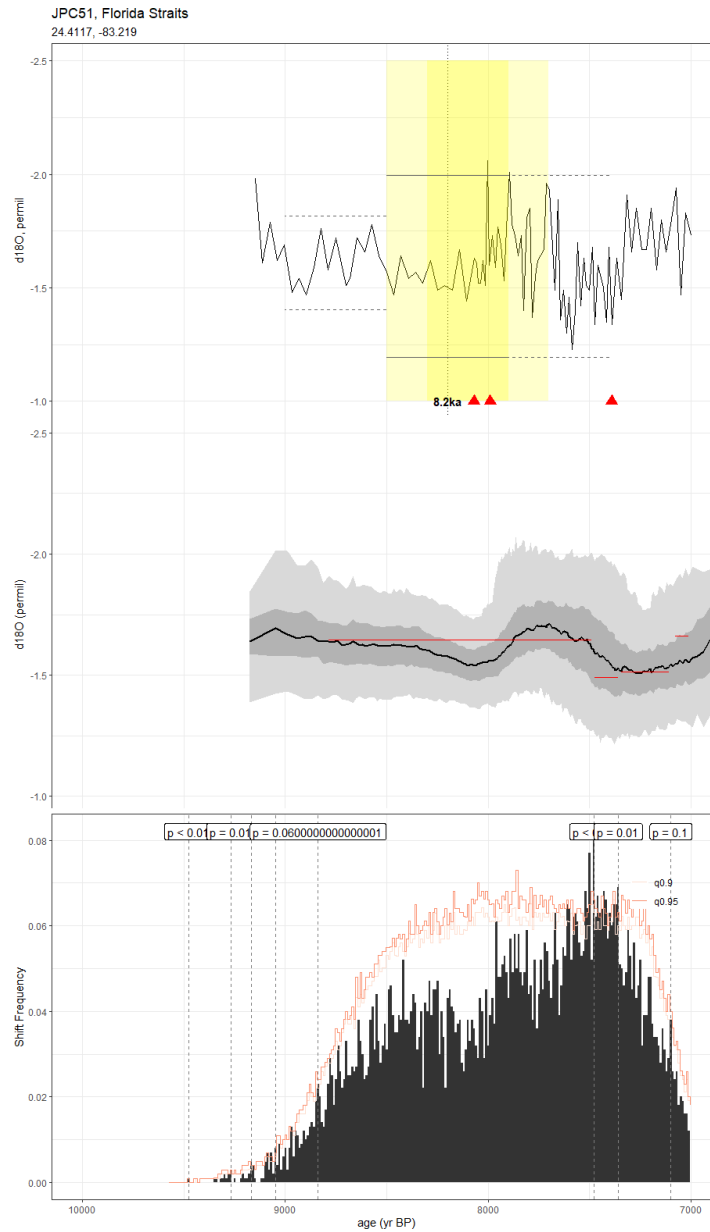 JPC51, Florida Straits
24.4117, -83.219
-2.5
-2.0
-1.5
-1.0
d18O, permil
8.2ka
-2.5
-2.0
-1.5
-1.0
d18O (permil)
p < 0.01 p = 0.01 p = 0.0600000000000001 p < p = 0.01 p = 0.1
0.08
0.06
0.04
0.02
0.00
Shift Frequency
q0.9
q0.95
10000 9000 8000 7000
age (yr BP)